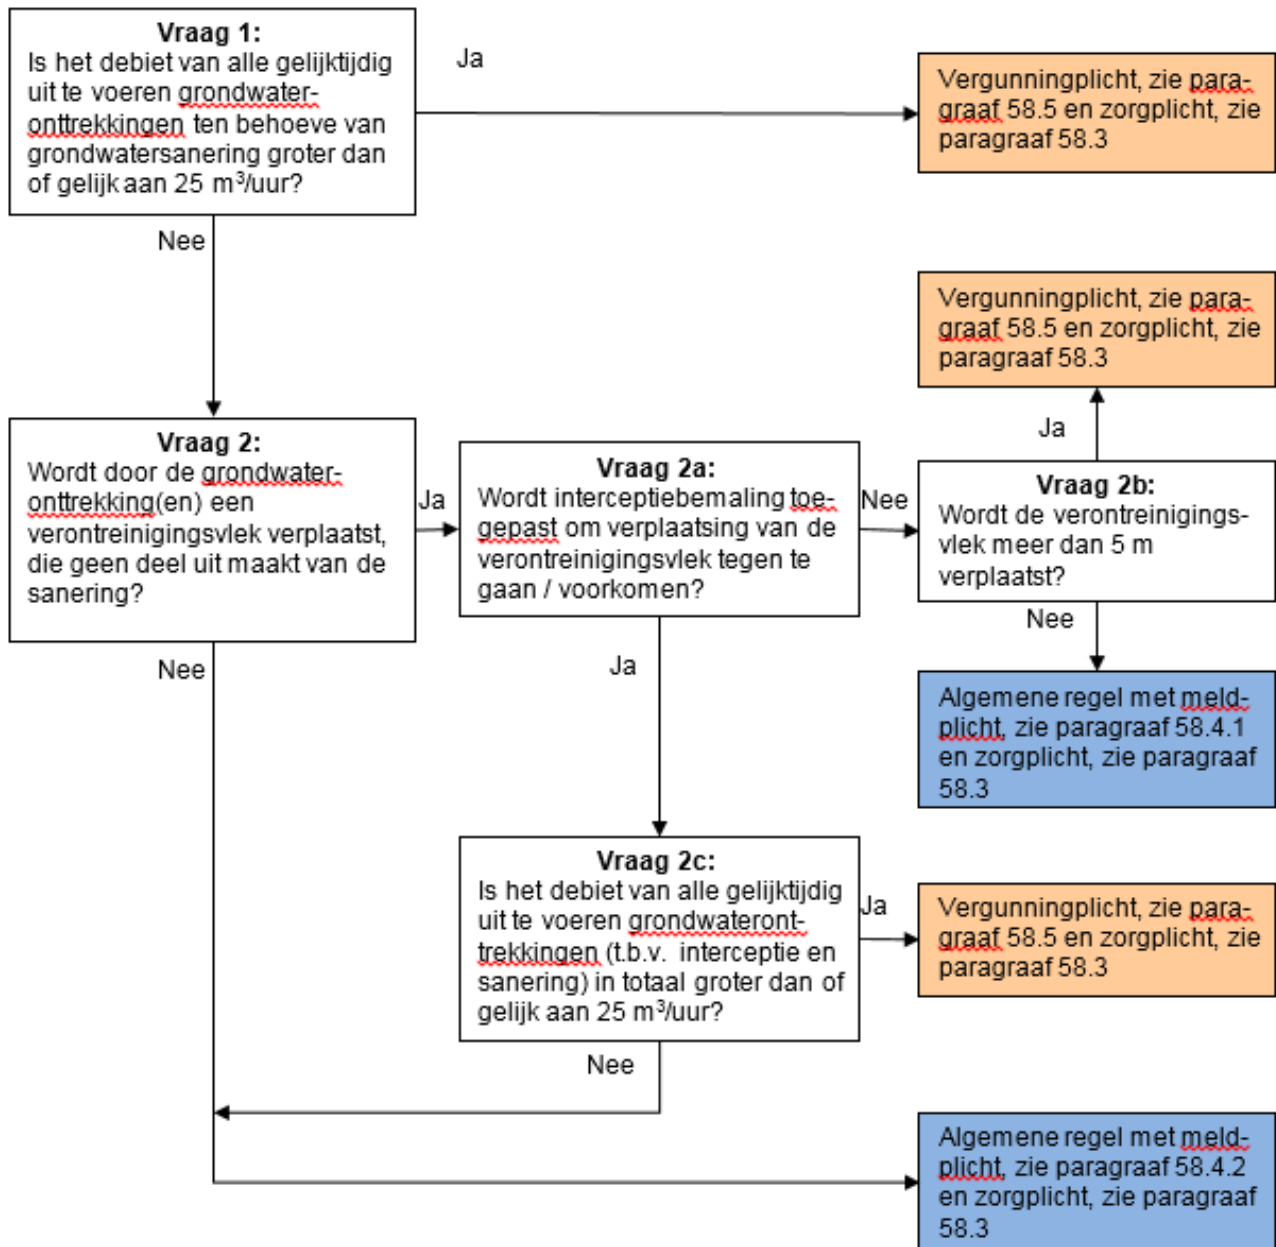 Vraag 1:
Is het debiet van alle gelijktijdig
uit te voeren grondwater-
onttrekkingen ten behoeve van
grondwatersanering groter dan
of gelijk aan 25 m³/uur?
Ja
Vergunningplicht, zie para-
graaf 58.5 en zorgplicht, zie
paragraaf 58.3
Nee
Vraag 2:
Wordt door de grondwater-
onttrekking(en) een
verontreinigingsvlek verplaatst,
die geen deel uit maakt van de
sanering?
Ja
Vraag 2a:
Wordt interceptiebemaling toe-
gepast om verplaatsing van de
verontreinigingsvlek tegen te
gaan / voorkomen?
Nee
Vraag 2b:
Wordt de verontreinigings-
vlek meer dan 5 m
verplaatst?
Ja
Vergunningplicht, zie para-
graaf 58.5 en zorgplicht, zie
paragraaf 58.3
Nee
Algemene regel met meld-
plicht, zie paragraaf 58.4.1
en zorgplicht, zie paragraaf
58.3
Ja
Vraag 2c:
Is het debiet van alle gelijktijdig
uit te voeren grondwateront-
trekkingen (t.b.v. interceptie en
sanering) in totaal groter dan of
gelijk aan 25 m³/uur?
Ja
Vergunningplicht, zie para-
graaf 58.5 en zorgplicht, zie
paragraaf 58.3
Nee
Nee
Algemene regel met meld-
plicht, zie paragraaf 58.4.2
en zorgplicht, zie paragraaf
58.3